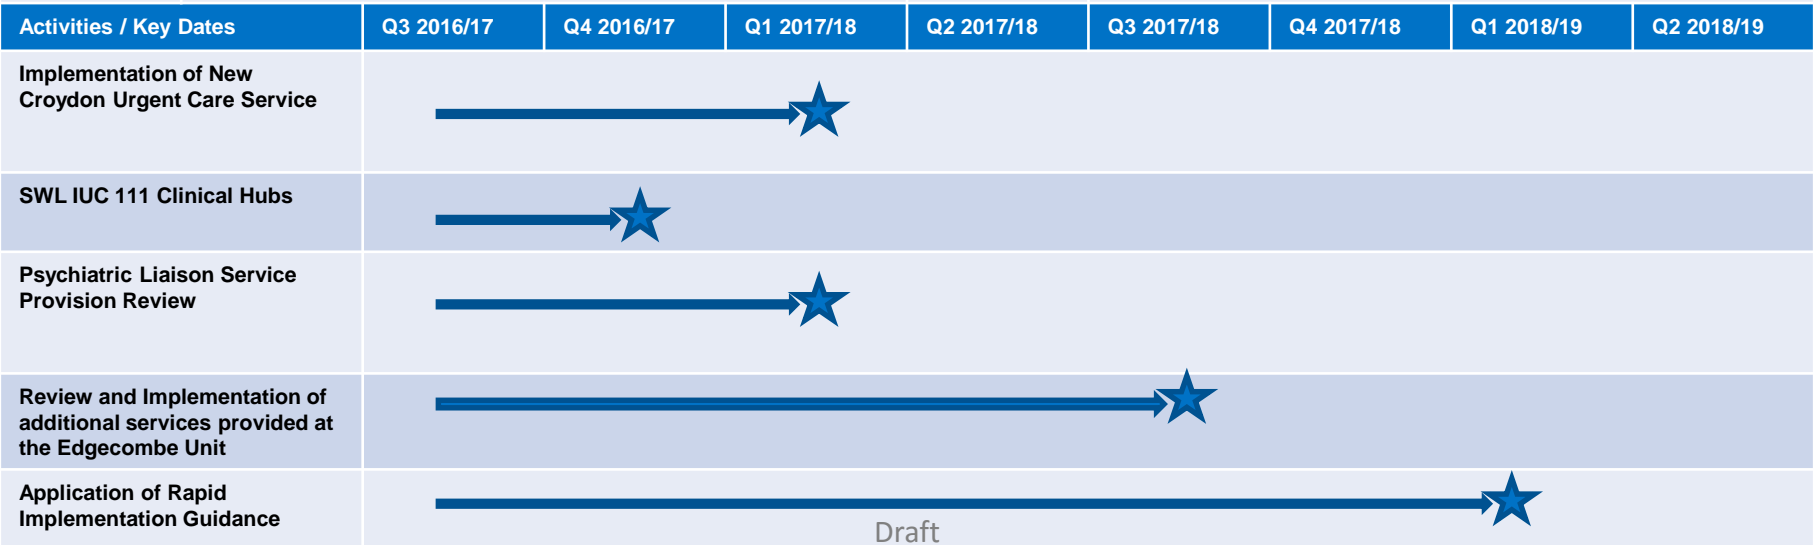 Activities / Key Dates Q3 2016/17 Q4 2016/17 Q1 2017/18 Q2 2017/18 Q3 2017/18 Q4 2017/18 Q1 2018/19 Q2 2018/19
Implementation of New
Croydon Urgent Care Service
SWL IUC 111 Clinical Hubs
Psychiatric Liaison Service
Provision Review
Review and Implementation of
additional services provided at
the Edgecombe Unit
Application of Rapid
Implementation Guidance
Draft